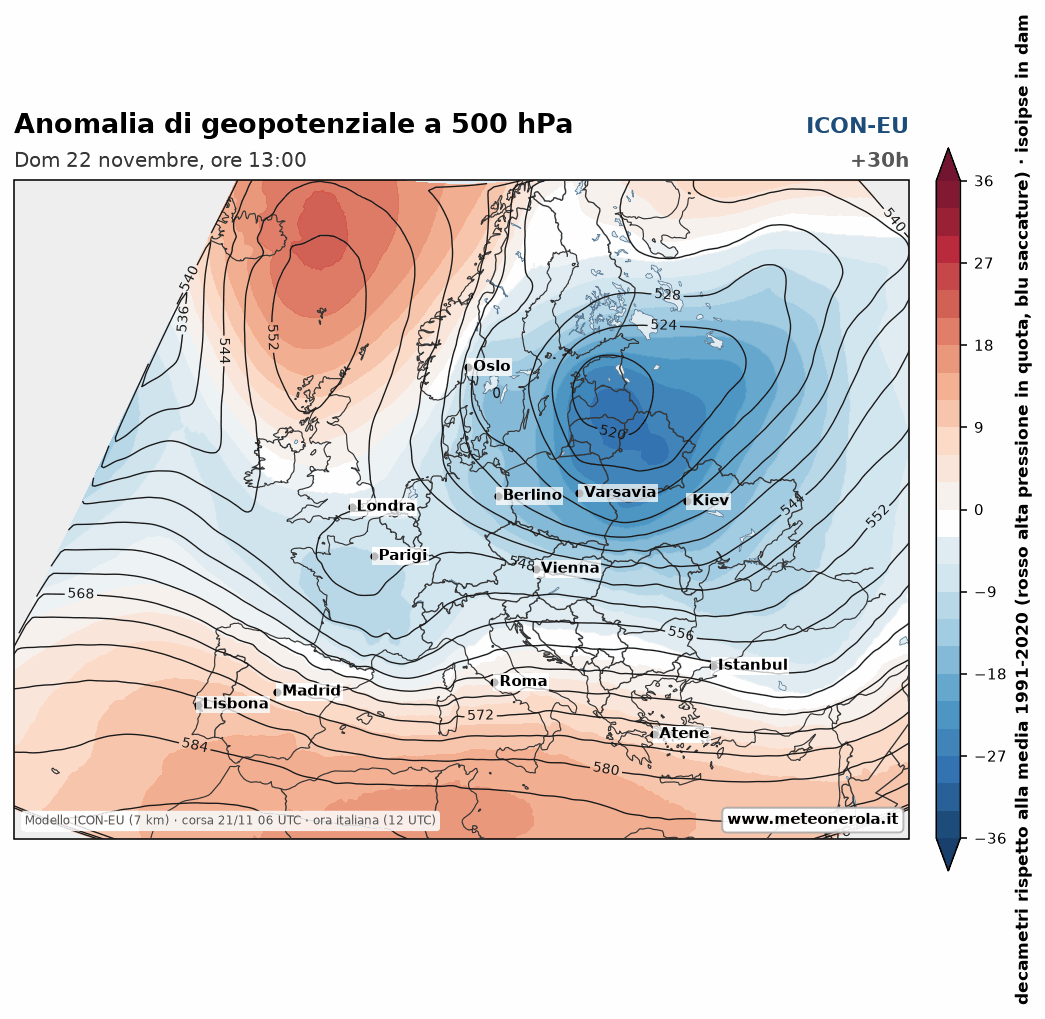 Anomalia di geopotenziale a 500 hPa
ICON-EU
Dom 22 novembre, ore 13:00
+30h
540
540
536
544
552
528
524
520
0
Oslo
Berlino
Varsavia
Kiev
Londra
Parigi
Vienna
544
552
548
568
556
Istanbul
Roma
Madrid
Lisbona
572
Atene
584
580
Modello ICON-EU (7 km) · corsa 21/11 06 UTC · ora italiana (12 UTC)
www.meteonerola.it
36
27
18
9
0
−9
−18
−27
−36
decametri rispetto alla media 1991-2020 (rosso alta pressione in quota, blu saccature) · isoipse in dam